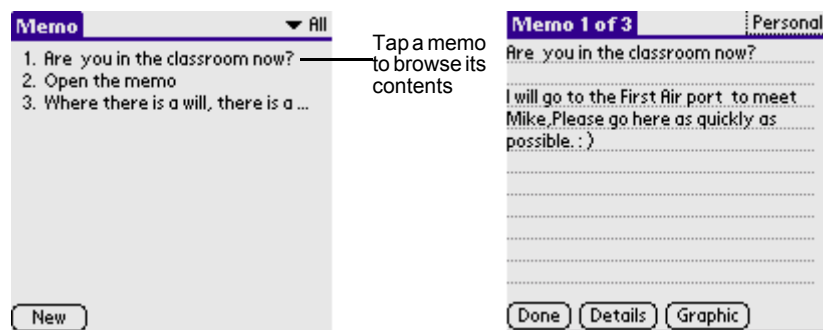 Memo
All
1. Are you in the classroom now?
2. Open the memo
3. Where there is a will, there is a ...
New
Tap a memo
to browse its
contents
Memo 1 of 3
Personal
Are you in the classroom now?
I will go to the First Air port to meet
Mike,Please go here as quickly as
possible. : )
Done
Details
Graphic